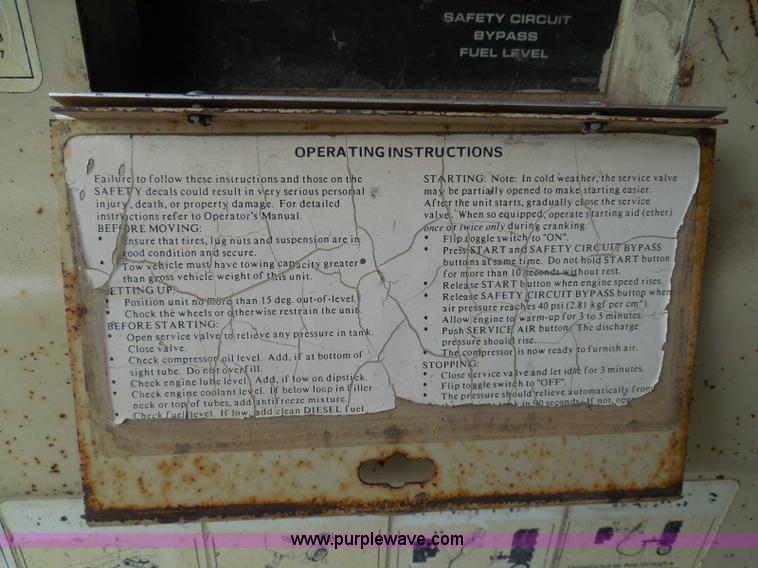 SAFETY CIRCUIT
BYPASS
FUEL LEVEL
OPERATING INSTRUCTIONS
Failure to follow these instructions and those on the
SAFETY decals could result in very serious personal
injury, death, or property damage. For detailed
instructions refer to Operator's Manual.
BEFORE MOVING:
• Ensure that tires, lug nuts and suspension are in
good condition and secure.
• Tow vehicle must have towing capacity greater
than gross vehicle weight of this unit.
SETTING UP:
• Position unit no more than 15 deg. out-of-level.
• Chock the wheels or otherwise restrain the unit.
BEFORE STARTING:
• Open service valve to relieve any pressure in tank.
Close valve.
• Check compressor oil level. Add, if at bottom of
sight tube. Do not overfill.
• Check engine lube level. Add, if low on dipstick.
• Check engine coolant level. If below loop in filler
neck or top of tubes, add antifreeze mixture.
• Check fuel level. If low, add clean DIESEL fuel
STARTING: Note: In cold weather, the service valve
may be partially opened to make starting easier.
After the unit starts, gradually close the service
valve. When so equipped, operate starting aid (ether)
once or twice only during cranking.
• Flip toggle switch to "ON".
• Press START and SAFETY CIRCUIT BYPASS
buttons at same time. Do not hold START button
for more than 10 seconds without rest.
• Release START button when engine speed rises.
• Release SAFETY CIRCUIT BYPASS button when
air pressure reaches 40 psi (2.81 kgf per cm²).
• Allow engine to warm-up for 3 to 5 minutes.
• Push SERVICE AIR button. The discharge
pressure should rise.
• The compressor is now ready to furnish air.
STOPPING:
• Close service valve and let idle for 3 minutes.
• Flip toggle switch to "OFF".
• The pressure should relieve automatically from
in 90 seconds. If not,
www.purplewave.com